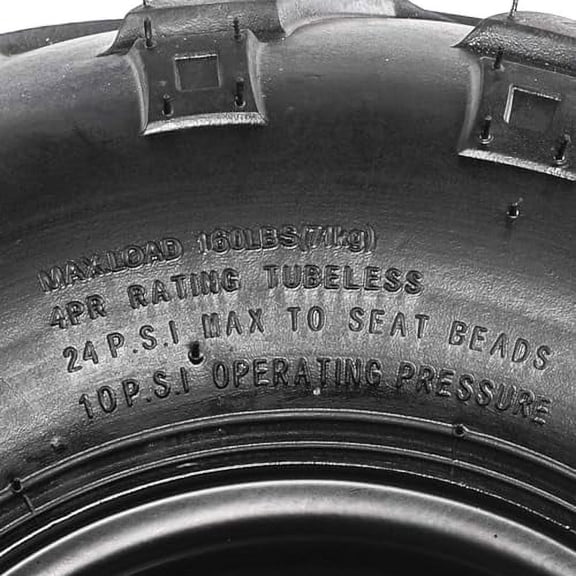 MAX.LOAD 160LBS(71kg)
4PR RATING TUBELESS
24 P.S.I MAX TO SEAT BEADS
10 P.S.I OPERATING PRESSURE